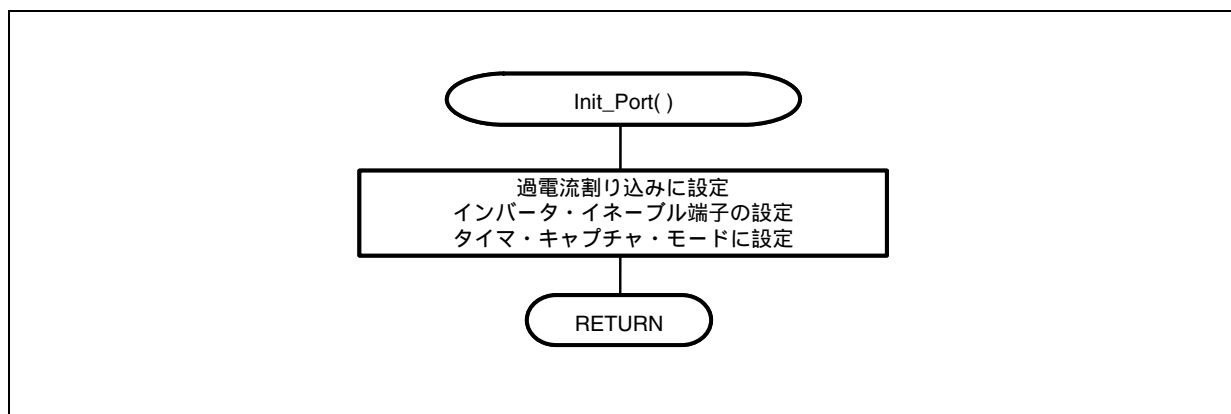 Init_Port( )
過電流割り込みに設定
インバータ・イネーブル端子の設定
タイマ・キャプチャ・モードに設定
RETURN